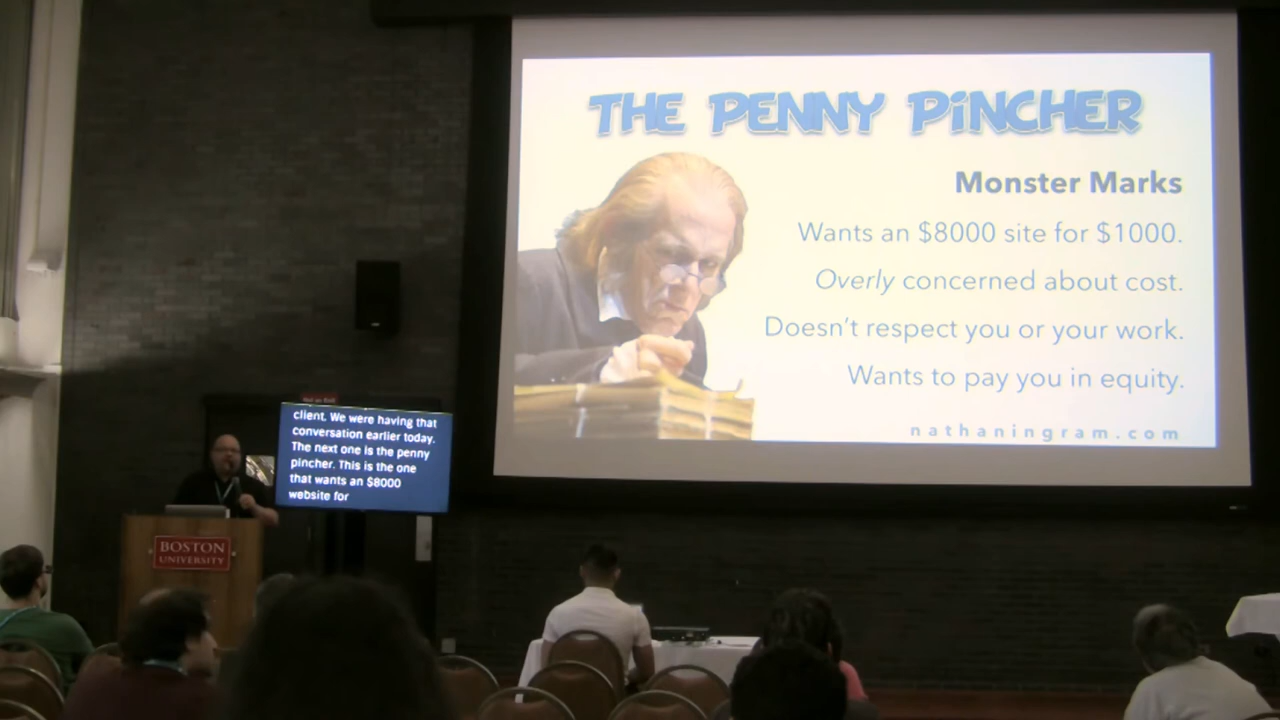 THE PENNY PiNCHER
Monster Marks
Wants an $8000 site for $1000.
Overly concerned about cost.
Doesn't respect you or your work.
Wants to pay you in equity.
nathaningram.com
client. We were having that
conversation earlier today.
The next one is the penny
pincher. This is the one
that wants an $8000
website for
BOSTON
UNIVERSITY